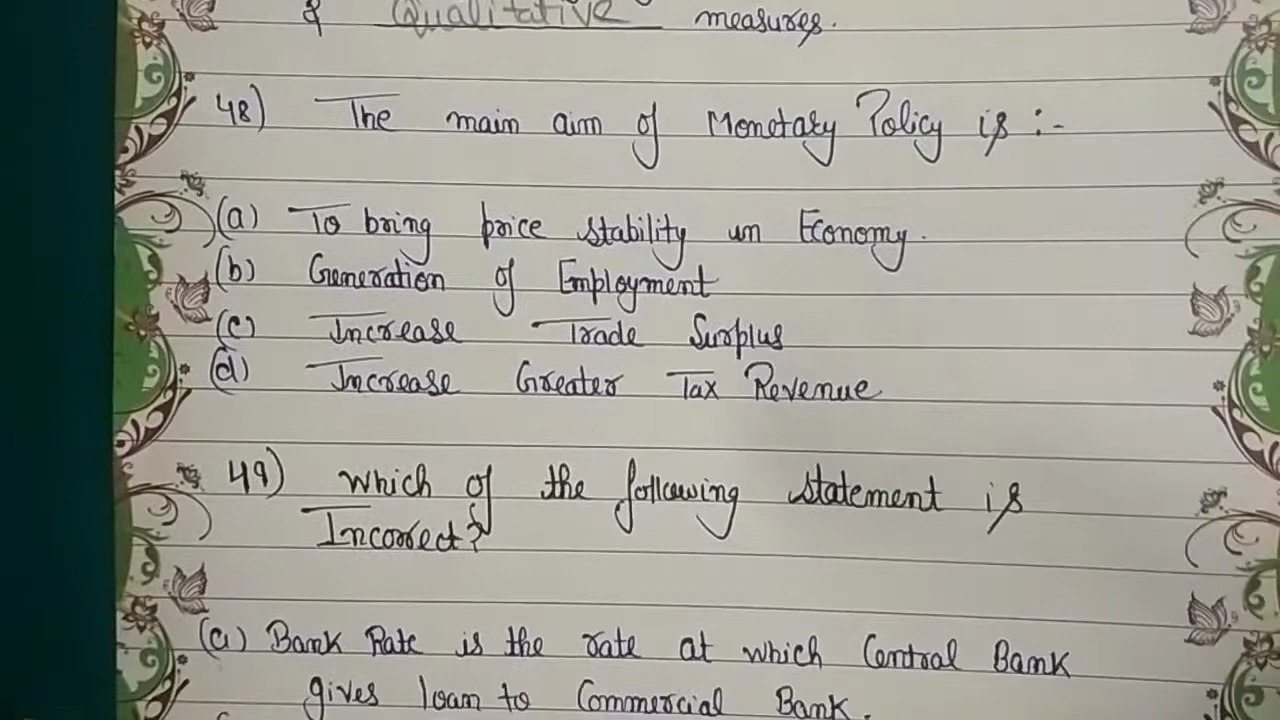 & Qualitative measures.
48) The main aim of Monetary Policy is :-
(a) To bring price stability in Economy.
(b) Generation of Employment
(c) Increase Trade Surplus
(d) Increase Greater Tax Revenue
49) Which of the following statement is
Incorrect?
(a) Bank Rate is the rate at which Central Bank
gives loan to Commercial Bank.